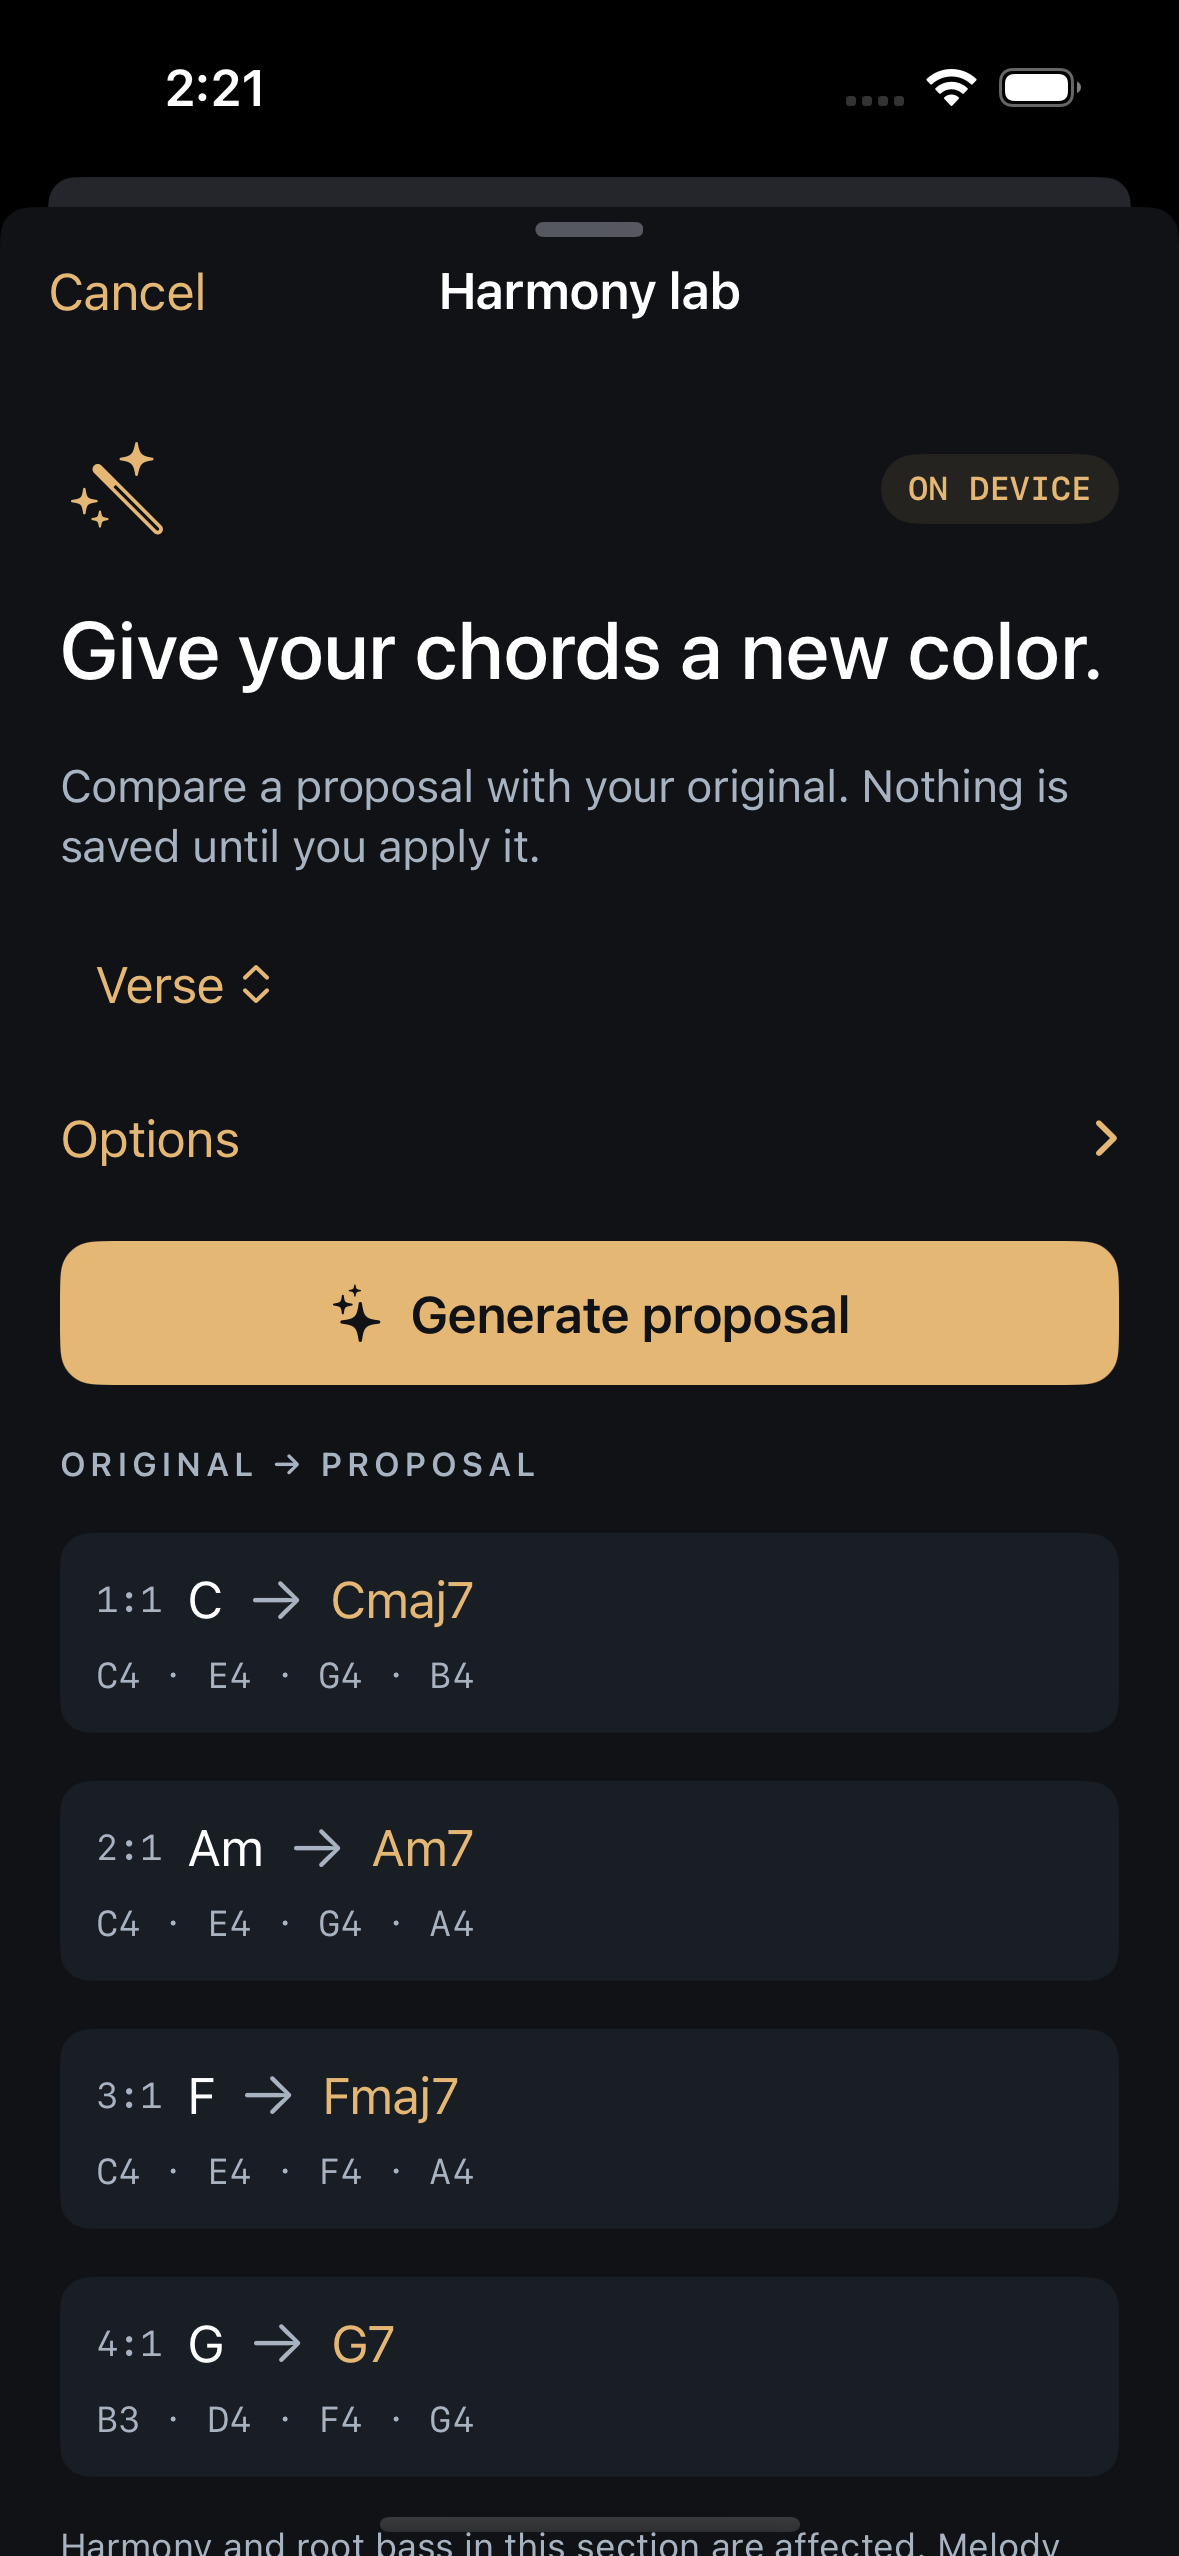 2:21
Cancel
Harmony lab
ON DEVICE
Give your chords a new color.
Compare a proposal with your original. Nothing is
saved until you apply it.
Verse
Options
Generate proposal
ORIGINAL → PROPOSAL
1:1 C → Cmaj7
C4 · E4 · G4 · B4
2:1 Am → Am7
C4 · E4 · G4 · A4
3:1 F → Fmaj7
C4 · E4 · F4 · A4
4:1 G → G7
B3 · D4 · F4 · G4
Harmony and root bass in this section are affected. Melody